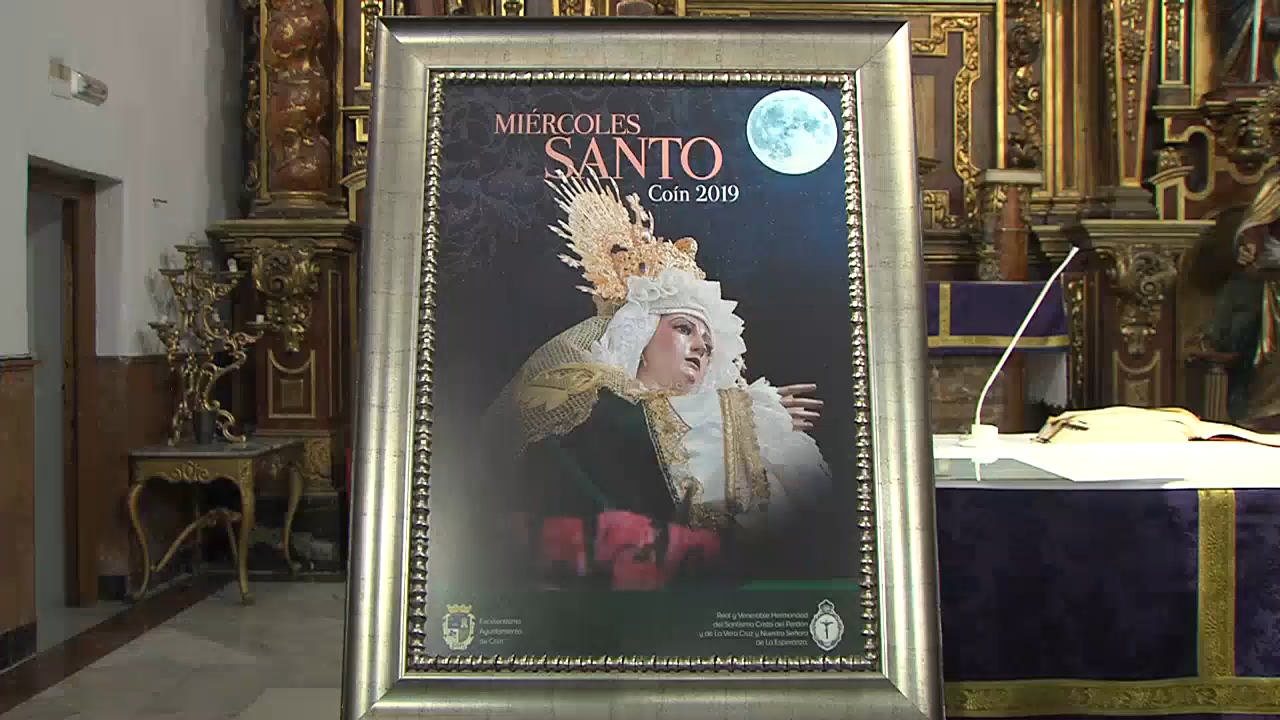 MIÉRCOLES
SANTO
Coín 2019
Excelentísimo
Ayuntamiento
de Coín
Real y Venerable Hermandad
del Santísimo Cristo del Perdón
y de La Vera Cruz y Nuestra Señora
de La Esperanza.